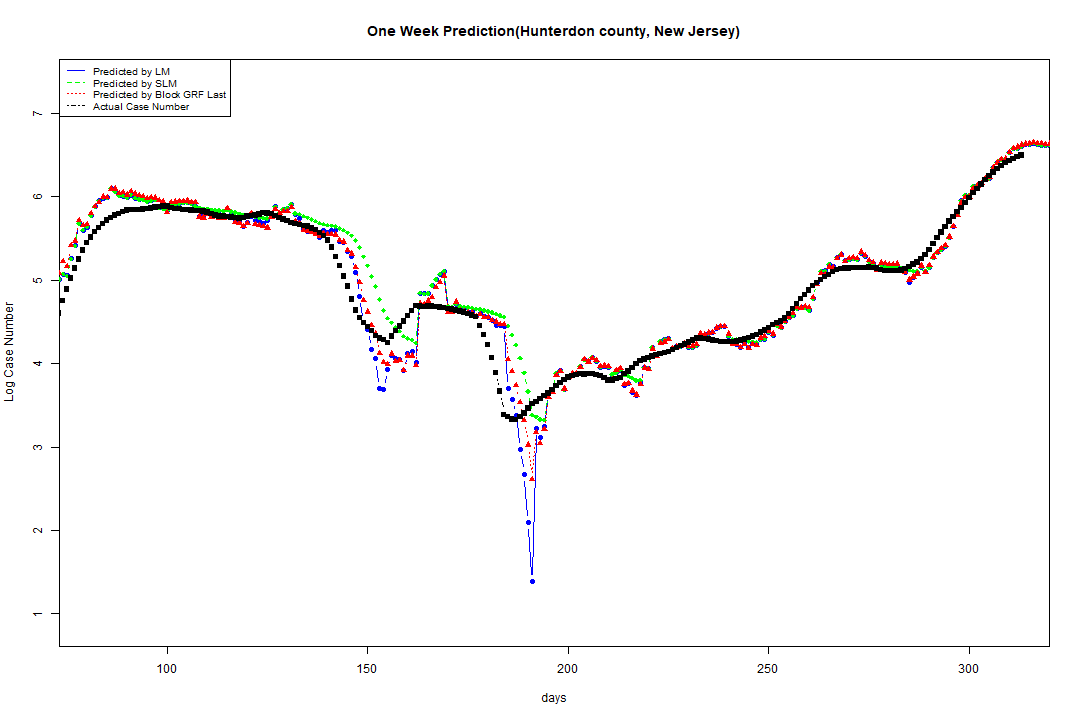 One Week Prediction(Hunterdon county, New Jersey)
Predicted by LM
Predicted by SLM
Predicted by Block GRF Last
Actual Case Number
7
6
5
4
3
2
1
Log Case Number
100 150 200 250 300
days